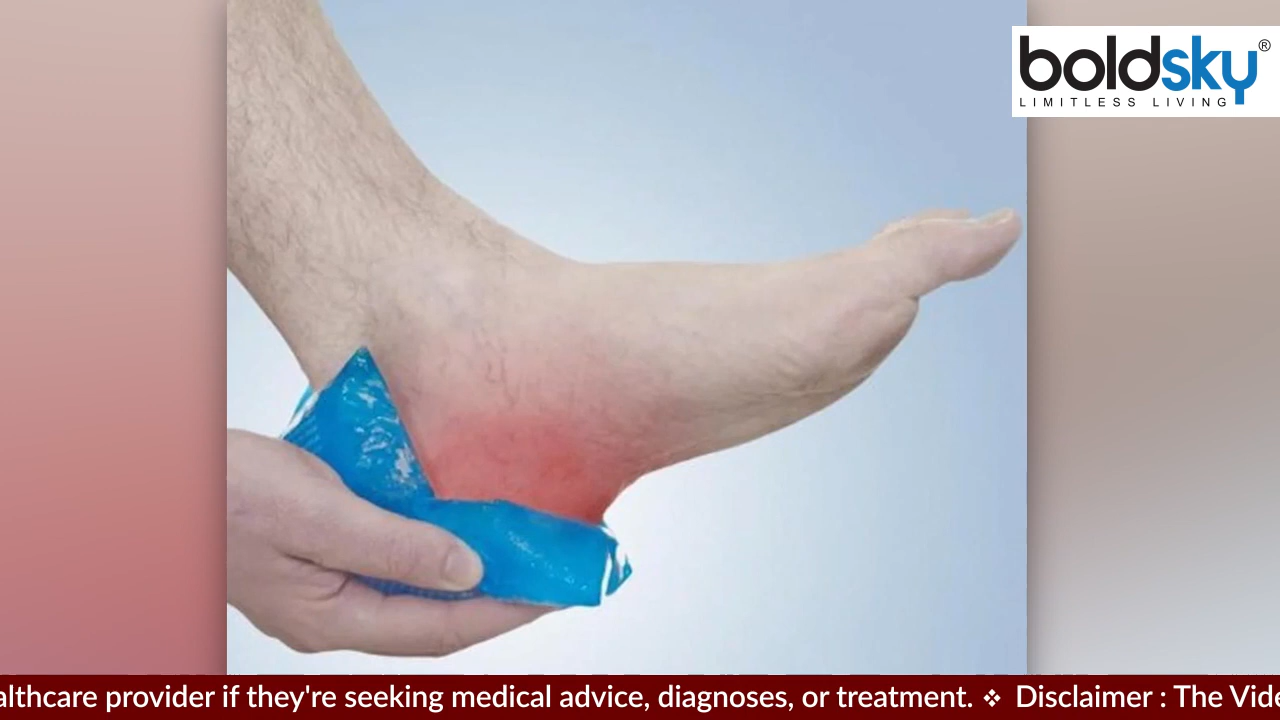 boldsky®
LIMITLESS LIVING
althcare provider if they're seeking medical advice, diagnoses, or treatment. ❖ Disclaimer : The Vide